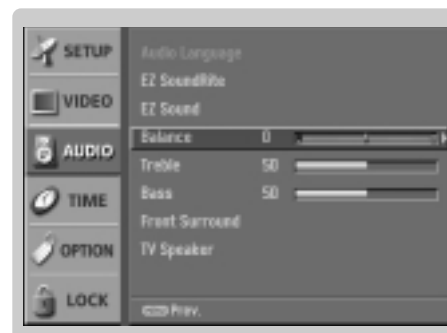 SETUP
VIDEO
AUDIO
TIME
OPTION
LOCK
Audio Language
EZ SoundRite
EZ Sound
Balance 0
Treble 50
Bass 50
Front Surround
TV Speaker
Prev.